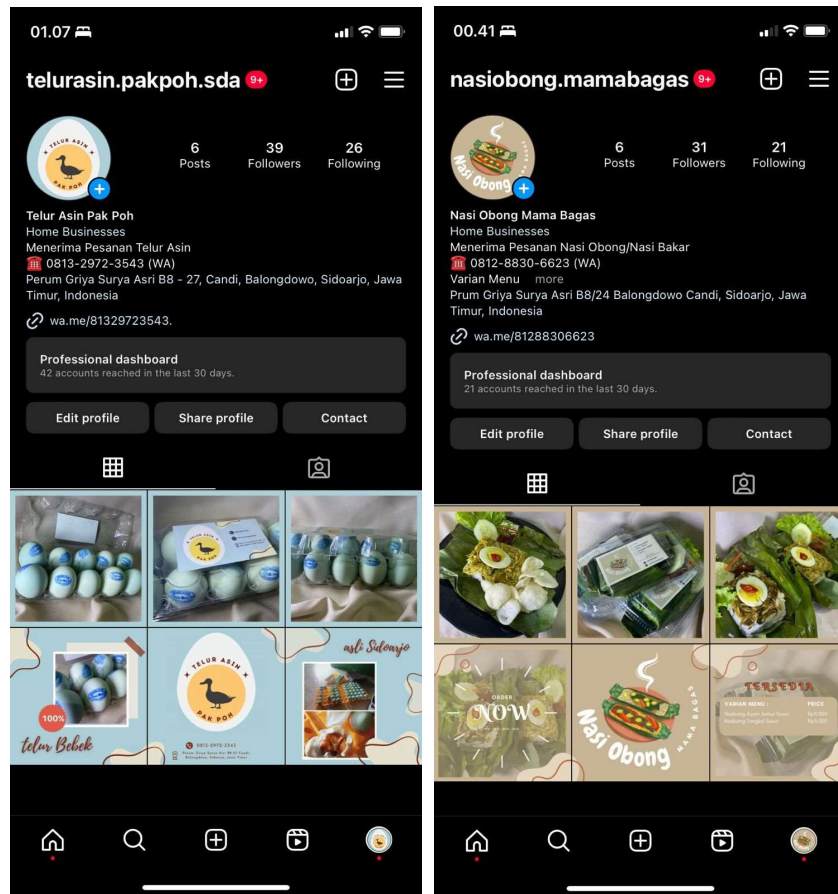 01.07
telurasin.pakpoh.sda 9+
TELUR ASIN
PAK POH
6 39 26
Posts Followers Following
Telur Asin Pak Poh
Home Businesses
Menerima Pesanan Telur Asin
0813-2972-3543 (WA)
Perum Griya Surya Asri B8 - 27, Candi, Balongdowo, Sidoarjo, Jawa
Timur, Indonesia
wa.me/81329723543.
Professional dashboard
42 accounts reached in the last 30 days.
Edit profile Share profile Contact
100%
telur Bebek
TELUR ASIN
PAK POH
asli Sidoarjo
00.41
nasiobong.mamabagas 9+
Nasi Obong
6 31 21
Posts Followers Following
Nasi Obong Mama Bagas
Home Businesses
Menerima Pesanan Nasi Obong/Nasi Bakar
0812-8830-6623 (WA)
Varian Menu more
Prum Griya Surya Asri B8/24 Balongdowo Candi, Sidoarjo, Jawa
Timur, Indonesia
wa.me/81288306623
Professional dashboard
21 accounts reached in the last 30 days.
Edit profile Share profile Contact
ORDER
NOW
Nasi Obong
MAMA BAGAS
TERSEDIA
VARIAN MENU : PRICE